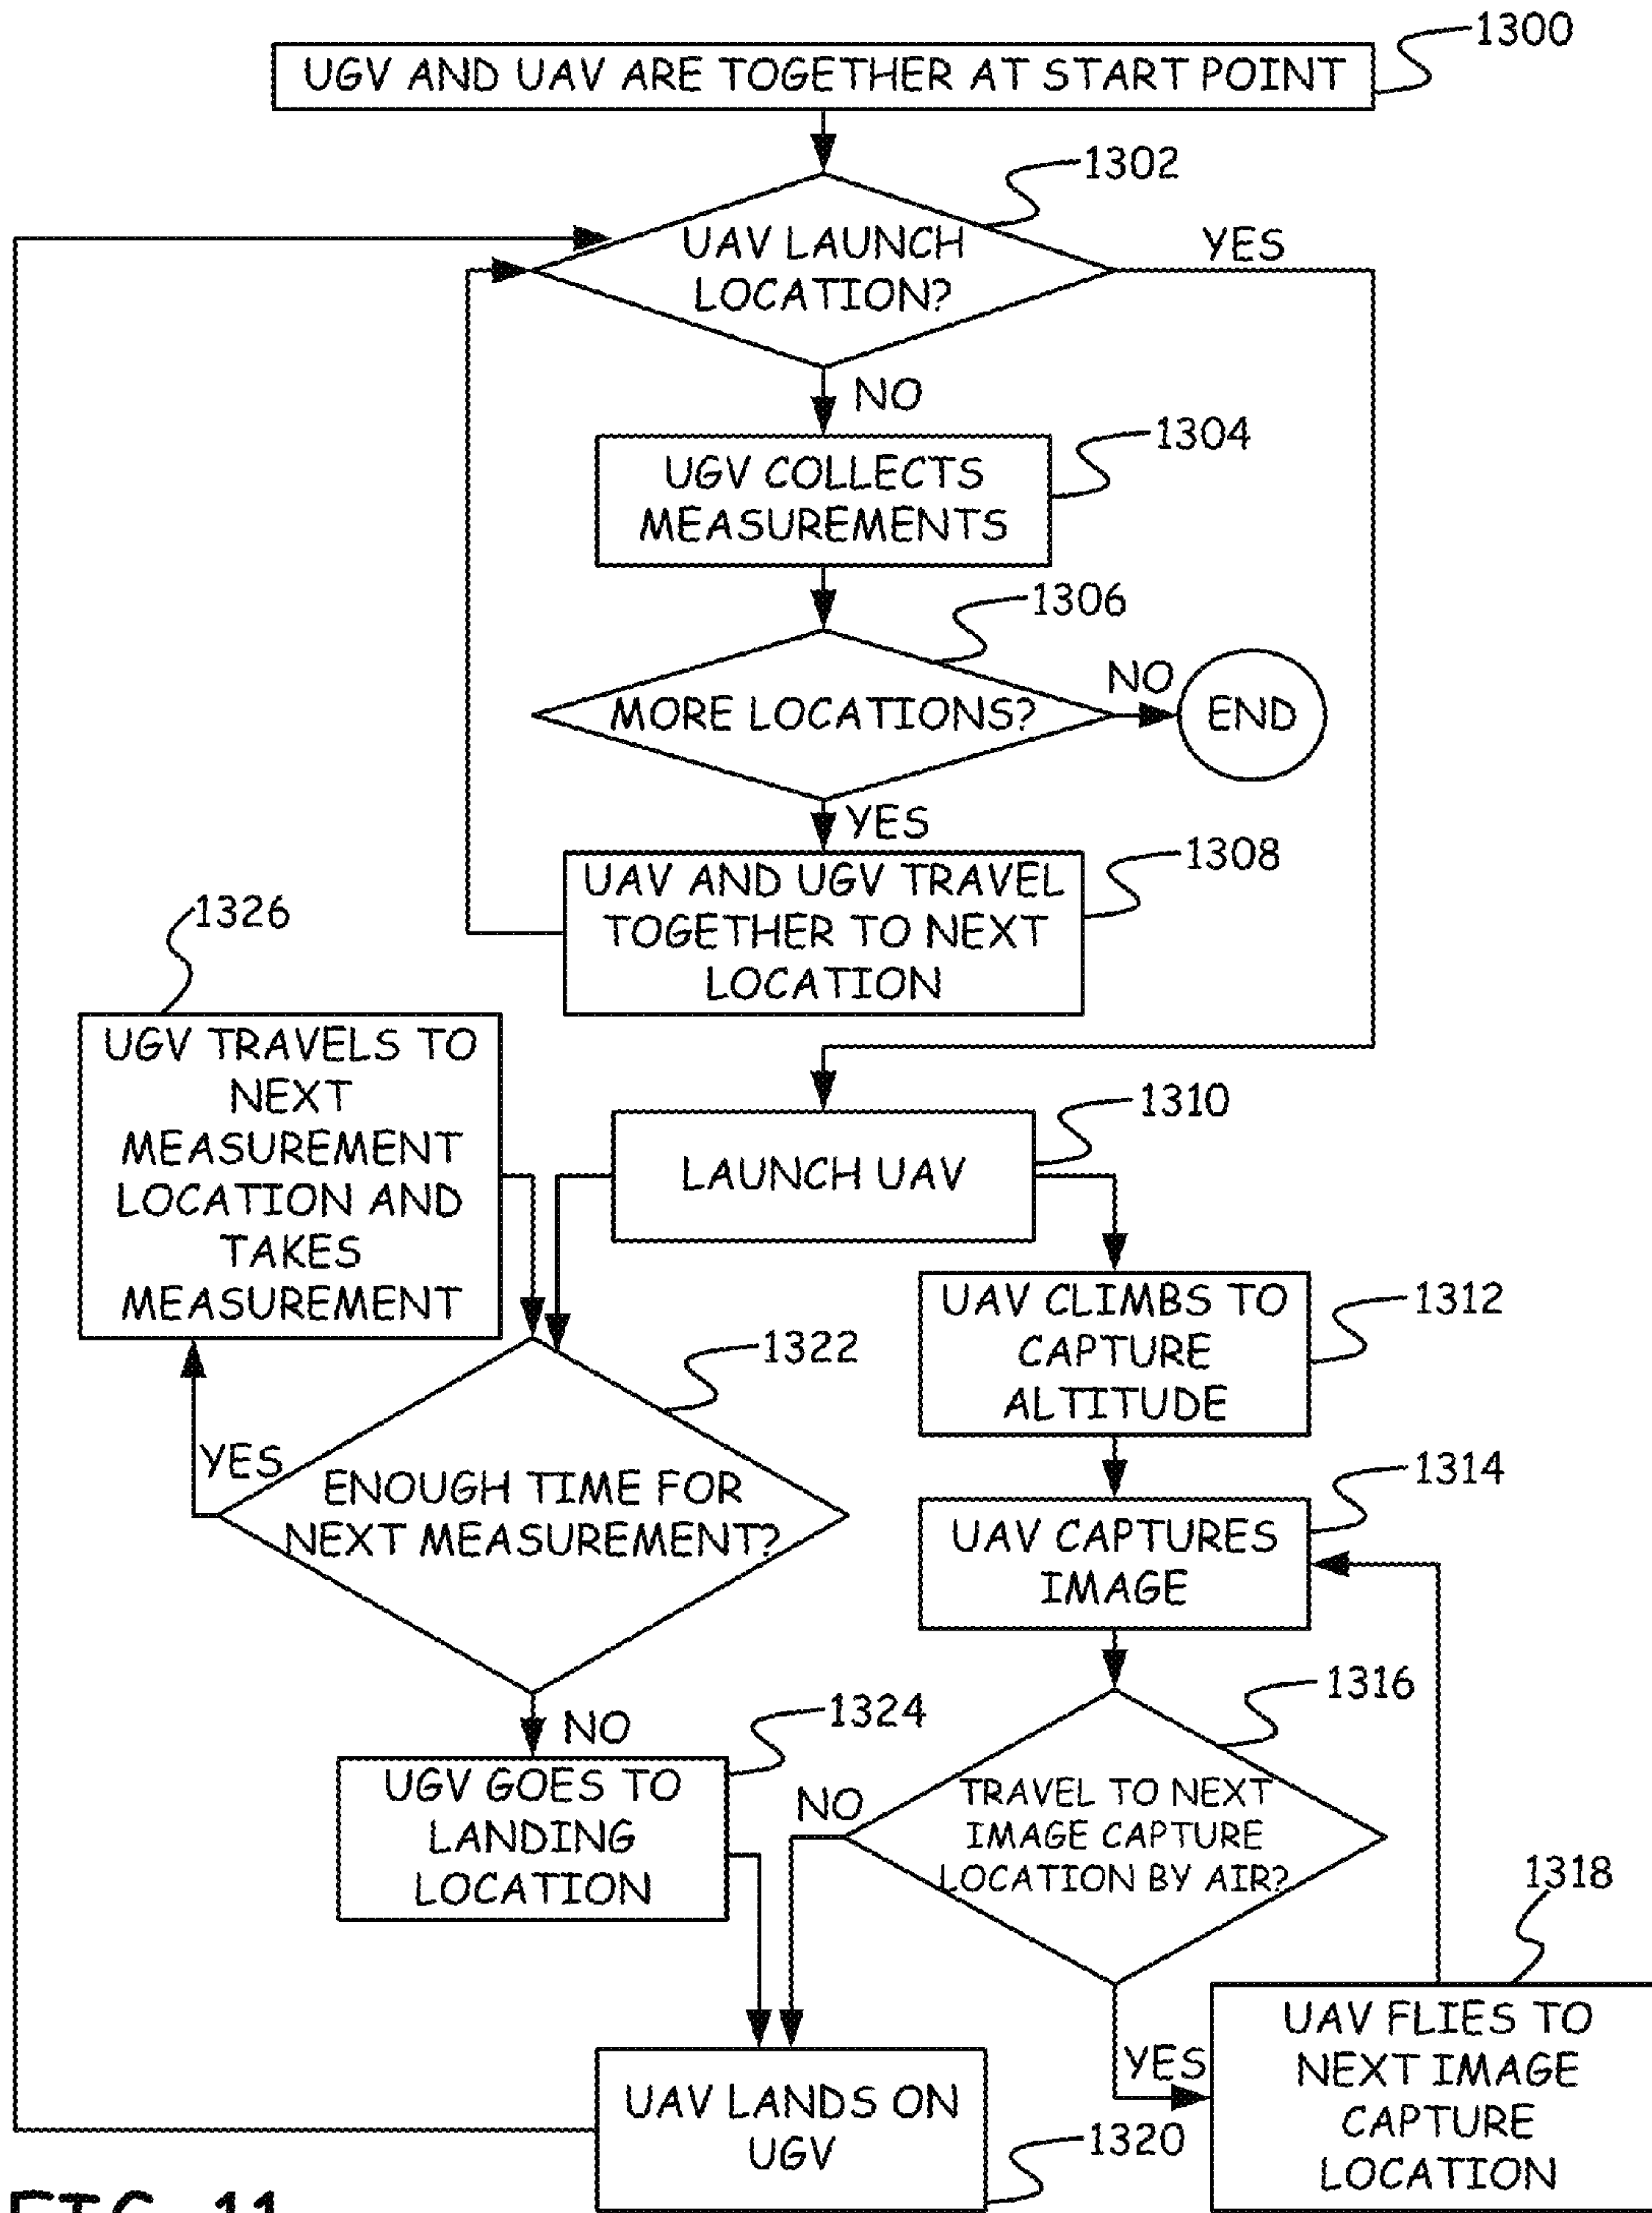 1300
UGV AND UAV ARE TOGETHER AT START POINT
1302
UAV LAUNCH
LOCATION?
YES
NO
1304
UGV COLLECTS
MEASUREMENTS
1306
MORE LOCATIONS?
NO
END
YES
1308
UAV AND UGV TRAVEL
TOGETHER TO NEXT
LOCATION
1326
UGV TRAVELS TO
NEXT
MEASUREMENT
LOCATION AND
TAKES
MEASUREMENT
1310
LAUNCH UAV
1312
UAV CLIMBS TO
CAPTURE
ALTITUDE
1322
YES
ENOUGH TIME FOR
NEXT MEASUREMENT?
1314
UAV CAPTURES
IMAGE
NO
1324
UGV GOES TO
LANDING
LOCATION
1316
NO
TRAVEL TO NEXT
IMAGE CAPTURE
LOCATION BY AIR?
1318
YES
UAV FLIES TO
NEXT IMAGE
CAPTURE
LOCATION
UAV LANDS ON
UGV
1320
FIG. 11